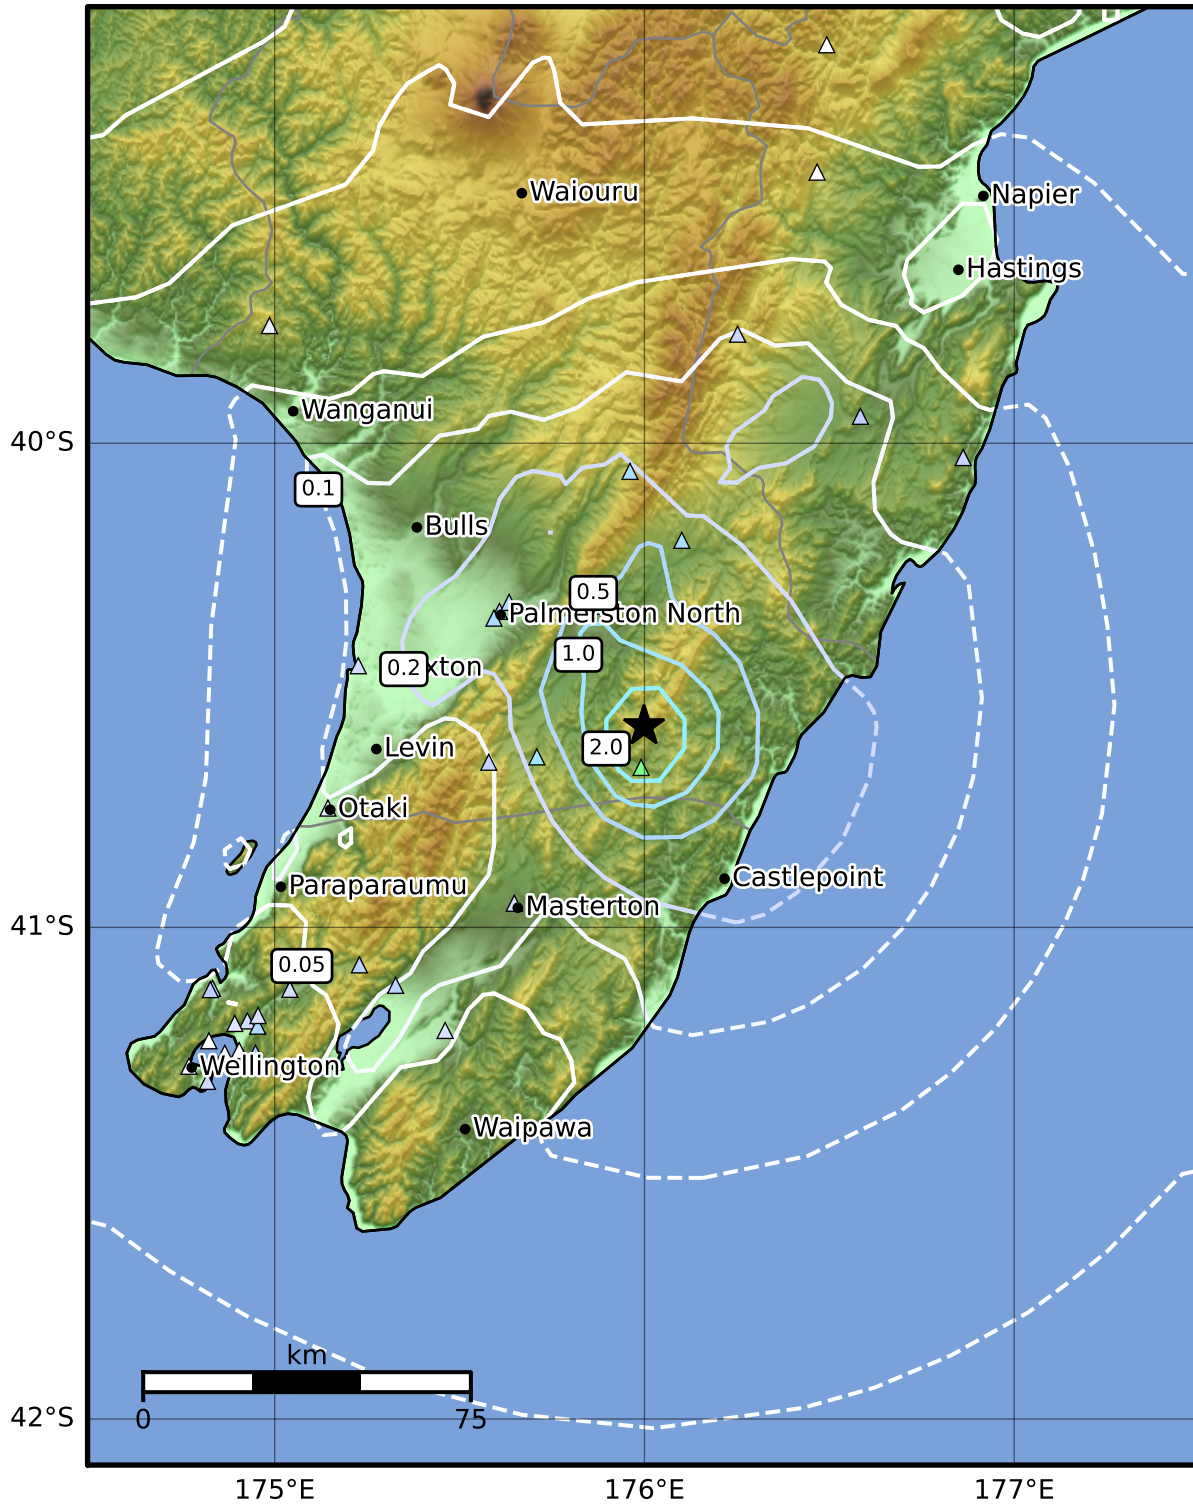 Waiouru
Napier
Hastings
Wanganui
40°S
0.1
Bulls
0.5
Palmerston North
1.0
0.2
xton
Levin
2.0
Otaki
Castlepoint
Paraparaumu
Masterton
41°S
0.05
Wellington
Waipawa
km
0
75
42°S
175°E
176°E
177°E